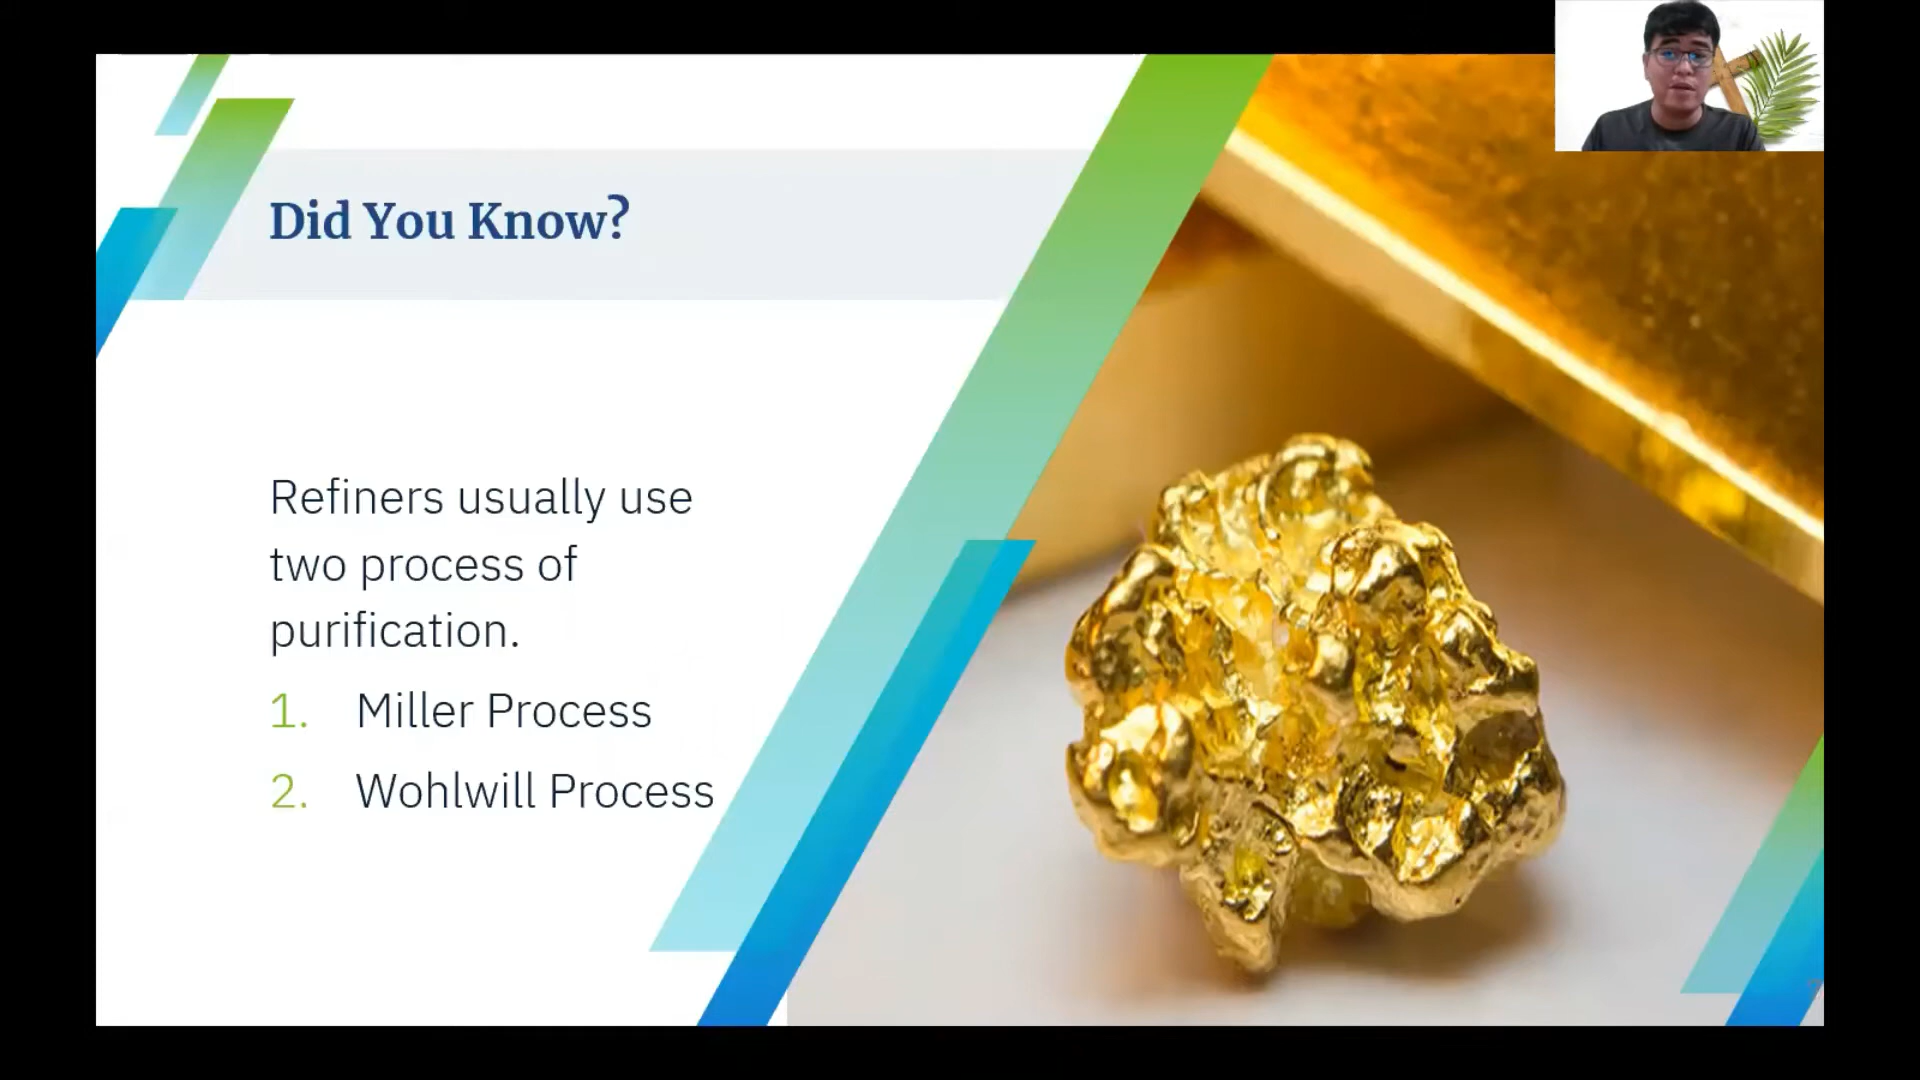 Did You Know?
Refiners usually use
two process of
purification.
1. Miller Process
2. Wohlwill Process